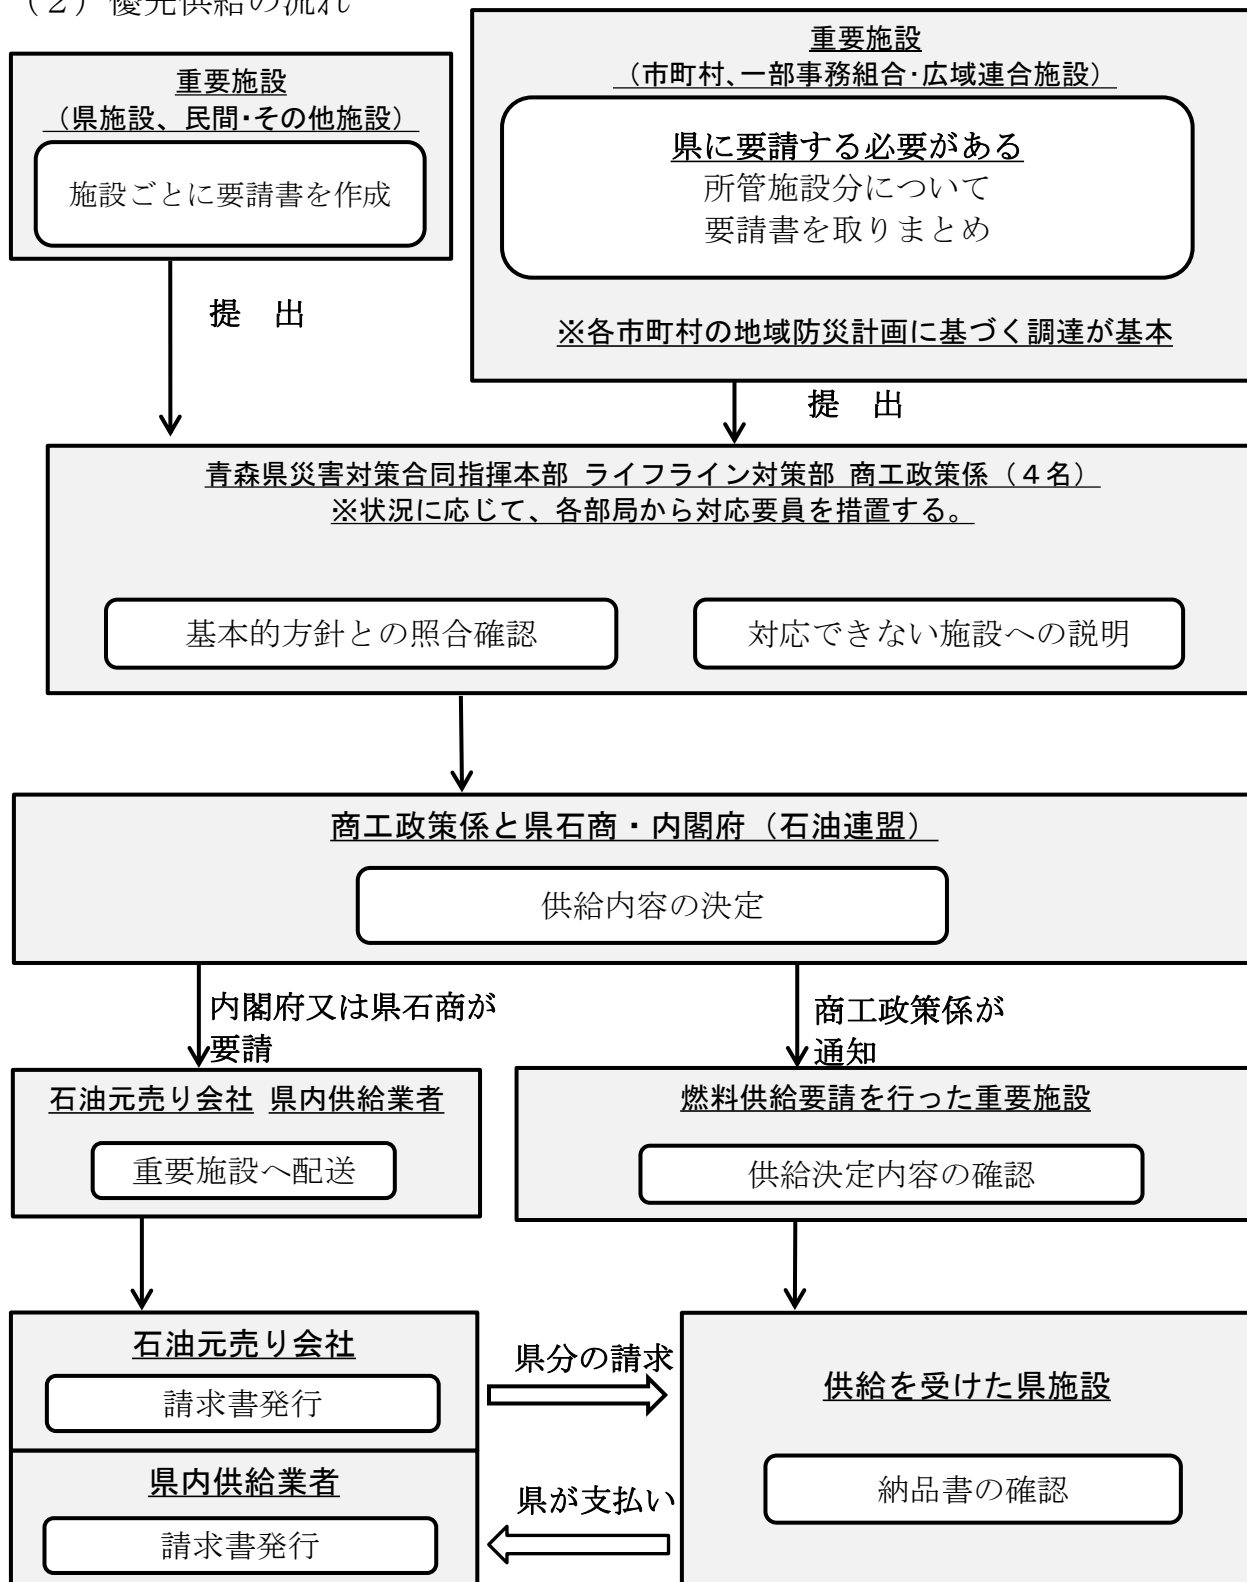 （２）優先供給の流れ
重要施設
（県施設、民間・その他施設）
施設ごとに要請書を作成
重要施設
（市町村、一部事務組合・広域連合施設）
県に要請する必要がある
所管施設分について
要請書を取りまとめ
※各市町村の地域防災計画に基づく調達が基本
提　出
提　出
青森県災害対策合同指揮本部 ライフライン対策部 商工政策係（４名）
※状況に応じて、各部局から対応要員を措置する。
基本的方針との照合確認
対応できない施設への説明
商工政策係と県石商・内閣府（石油連盟）
供給内容の決定
内閣府又は県石商が
要請
商工政策係が
通知
石油元売り会社 県内供給業者
重要施設へ配送
燃料供給要請を行った重要施設
供給決定内容の確認
石油元売り会社
請求書発行
県内供給業者
請求書発行
県分の請求
県が支払い
供給を受けた県施設
納品書の確認